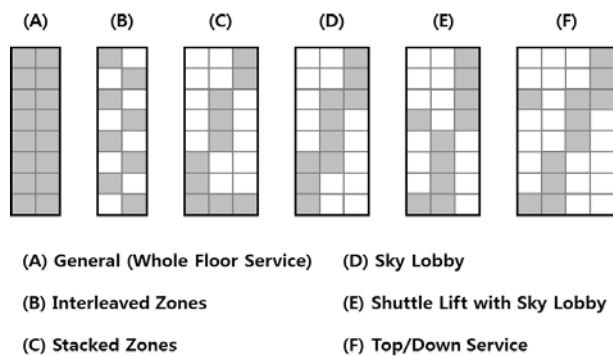 (A) (B) (C) (D) (E) (F)
(A) General (Whole Floor Service) (D) Sky Lobby
(B) Interleaved Zones (E) Shuttle Lift with Sky Lobby
(C) Stacked Zones (F) Top/Down Service